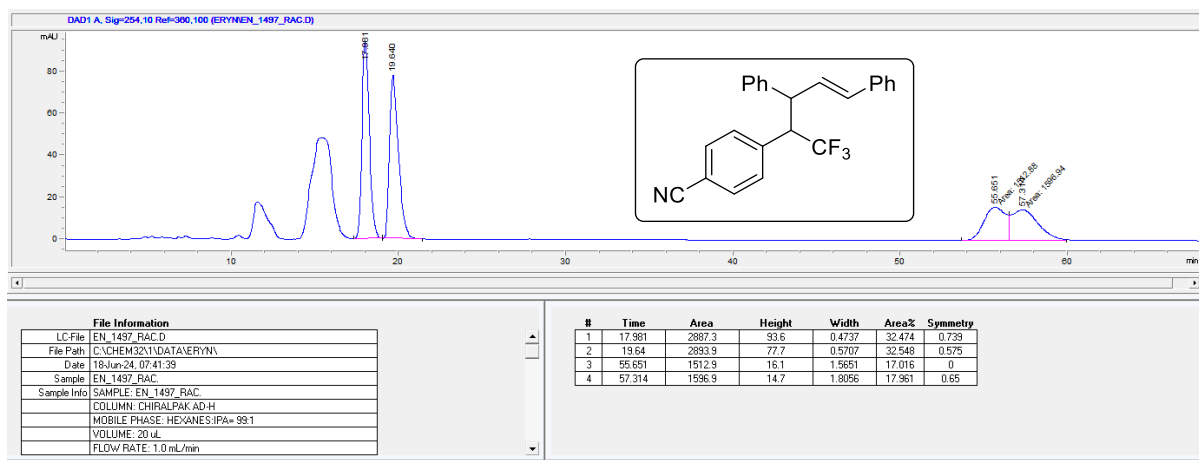 DAD1 A, Sig=254,10 Ref=360,100 (ERYN\EN_1497_RAC.D)
mAU
80
60
40
20
0
17.981
19.640
55.651
Area: 1512.88
57.314
Area: 1596.94
Ph
Ph
CF3
NC
10
20
30
40
50
60
min
File Information
LC-File EN_1497_RAC.D
File Path C:\CHEM32\1\DATA\ERYN\
Date 18-Jun-24, 07:41:39
Sample EN_1497_RAC.
Sample Info SAMPLE: EN_1497_RAC.
COLUMN: CHIRALPAK AD-H
MOBILE PHASE: HEXANES:IPA= 99:1
VOLUME: 20 uL
FLOW RATE: 1.0 mL/min
# Time Area Height Width Area% Symmetry
1 17.981 2887.3 93.6 0.4737 32.474 0.739
2 19.64 2893.9 77.7 0.5707 32.548 0.575
3 55.651 1512.9 16.1 1.5651 17.016 0
4 57.314 1596.9 14.7 1.8056 17.961 0.65